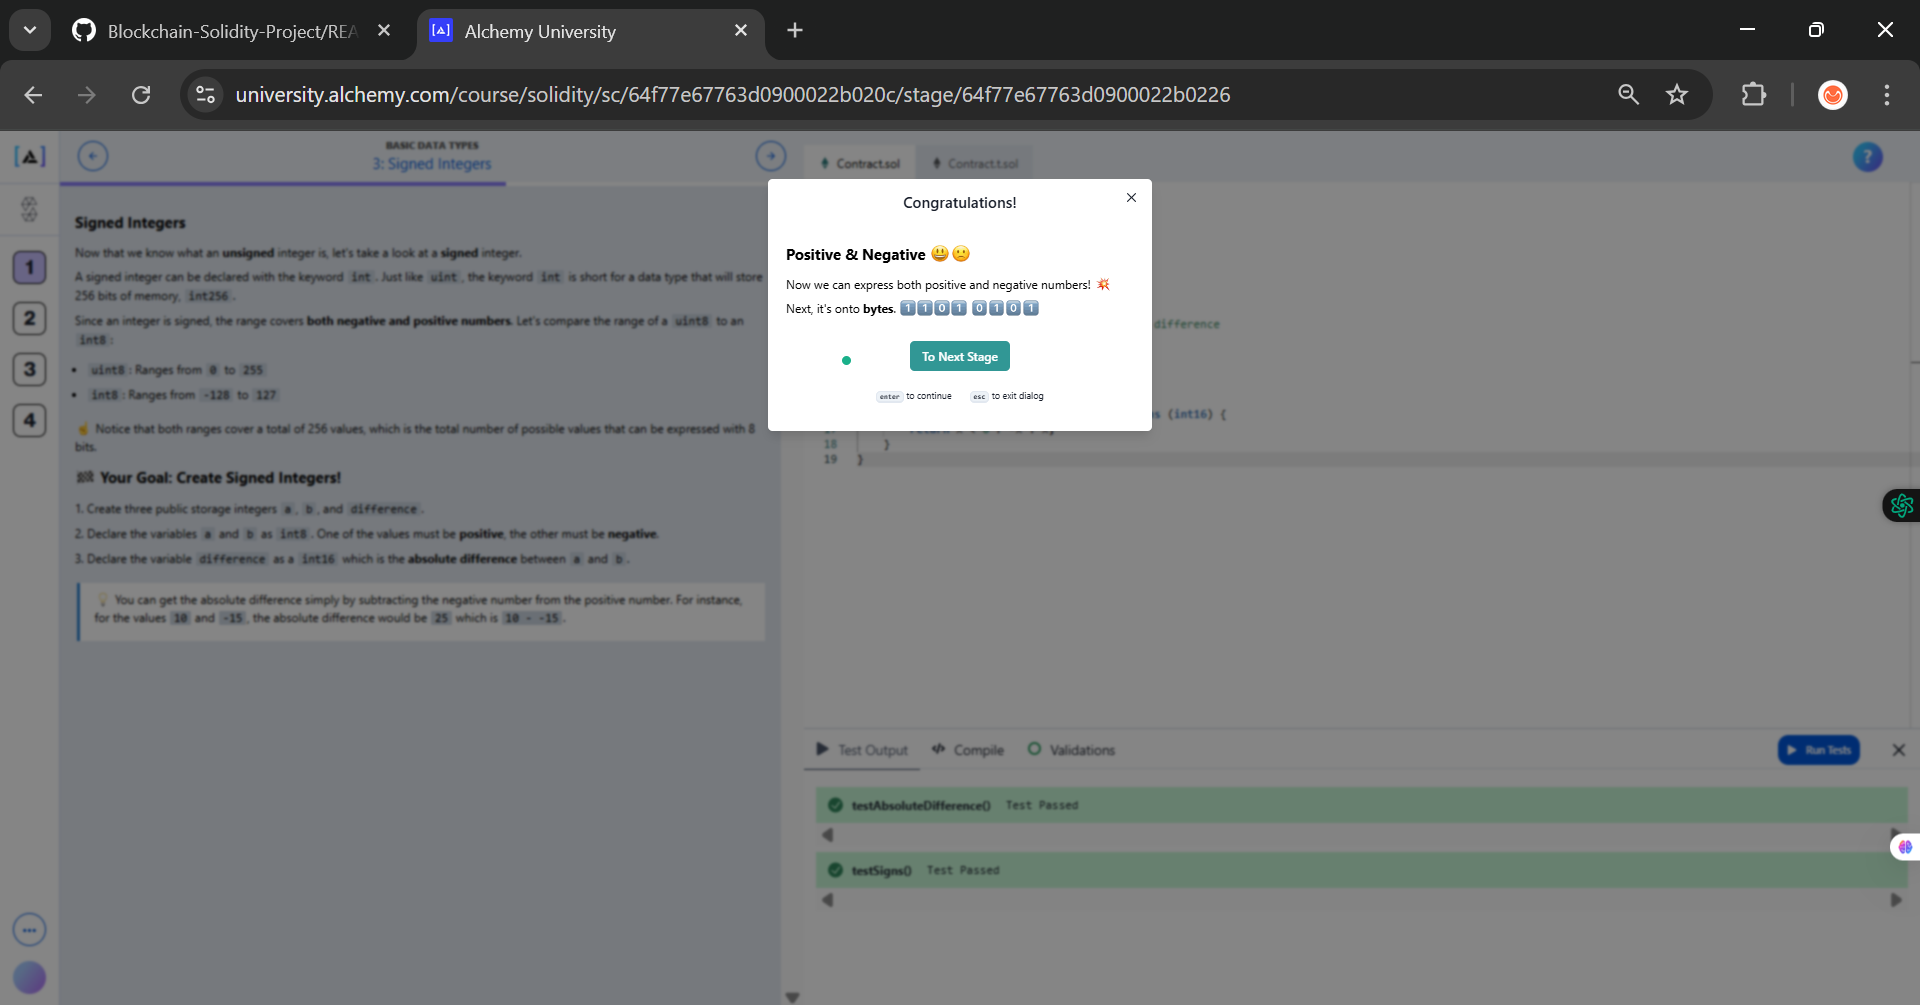 Blockchain-Solidity-Project/REA
Alchemy University
university.alchemy.com/course/solidity/sc/64f77e67763d0900022b020c/stage/64f77e67763d0900022b0226
BASIC DATA TYPES
3: Signed Integers
Contract.sol
Contract.t.sol
?
1
2
3
4
Signed Integers
Now that we know what an unsigned integer is, let's take a look at a signed integer.
A signed integer can be declared with the keyword int. Just like uint, the keyword int is short for a data type that will store
256 bits of memory, int256.
Since an integer is signed, the range covers both negative and positive numbers. Let's compare the range of a uint8 to an
int8:
• uint8: Ranges from 0 to 255
• int8: Ranges from -128 to 127
☝️ Notice that both ranges cover a total of 256 values, which is the total number of possible values that can be expressed with 8
bits.
🏁 Your Goal: Create Signed Integers!
1. Create three public storage integers a, b, and difference.
2. Declare the variables a and b as int8. One of the values must be positive, the other must be negative.
3. Declare the variable difference as a int16 which is the absolute difference between a and b.
💡 You can get the absolute difference simply by subtracting the negative number from the positive number. For instance,
for the values 10 and -15, the absolute difference would be 25 which is 10 - -15.
Congratulations!
Positive & Negative 😃🙁
Now we can express both positive and negative numbers! 💥
Next, it's onto bytes. 1️⃣1️⃣0️⃣1️⃣ 0️⃣1️⃣0️⃣1️⃣
To Next Stage
enter to continue esc to exit dialog
difference
s (int16) {
18 }
19 }
Test Output
Compile
Validations
Run Tests
testAbsoluteDifference() Test Passed
testSigns() Test Passed